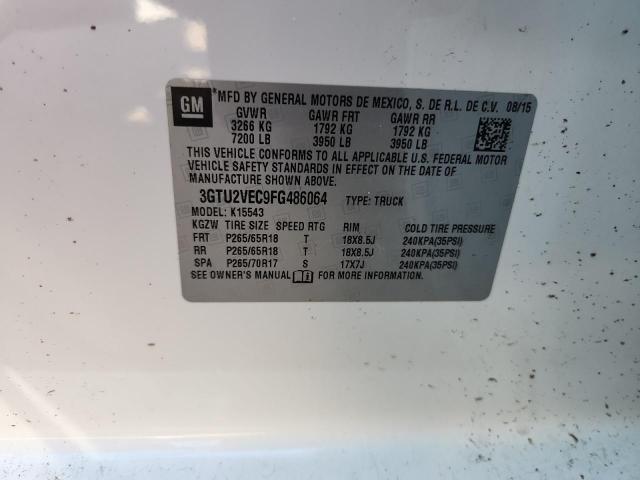 GM *MFD BY GENERAL MOTORS DE MEXICO, S. DE R.L. DE C.V. 08/15
GVWR GAWR FRT GAWR RR
3266 KG 1792 KG 1792 KG
7200 LB 3950 LB 3950 LB
THIS VEHICLE CONFORMS TO ALL APPLICABLE U.S. FEDERAL MOTOR
VEHICLE SAFETY STANDARDS IN EFFECT ON THE DATE OF
MANUFACTURE SHOWN ABOVE.
3GTU2VEC9FG486064 TYPE: TRUCK
MODEL: K15543
KGZW TIRE SIZE SPEED RTG RIM COLD TIRE PRESSURE
FRT P265/65R18 T 18X8.5J 240KPA(35PSI)
RR P265/65R18 T 18X8.5J 240KPA(35PSI)
SPA P265/70R17 S 17X7J 240KPA(35PSI)
SEE OWNER'S MANUAL FOR MORE INFORMATION